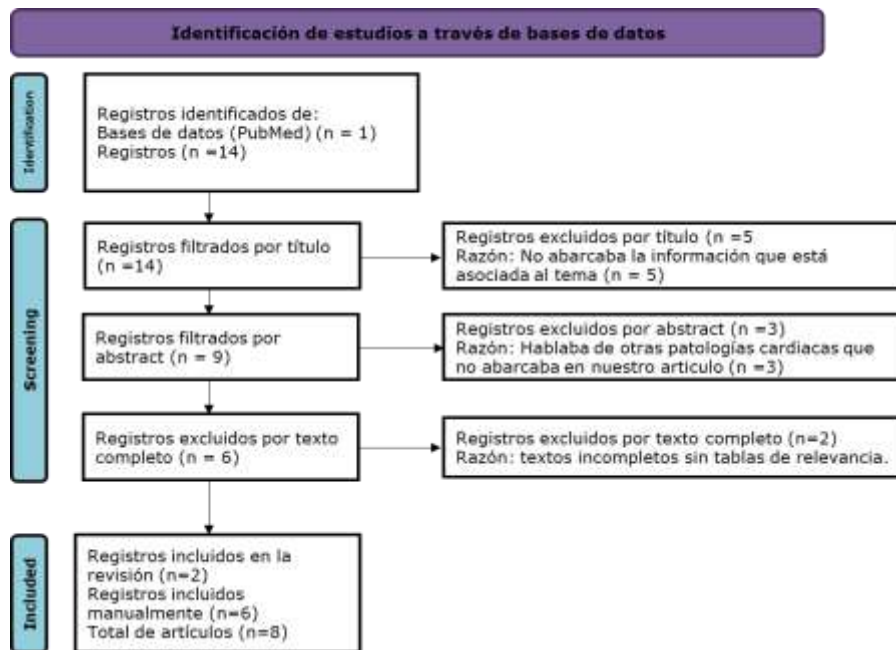 Identificación de estudios a través de bases de datos
Identification
Registros identificados de:
Bases de datos (PubMed) (n = 1)
Registros (n =14)
Screening
Registros filtrados por título
(n =14)
Registros excluidos por título (n =5
Razón: No abarcaba la información que está
asociada al tema (n = 5)
Registros filtrados por
abstract (n = 9)
Registros excluidos por abstract (n =3)
Razón: Hablaba de otras patologías cardiacas que
no abarcaba en nuestro articulo (n =3)
Registros excluidos por texto
completo (n = 6)
Registros excluidos por texto completo (n=2)
Razón: textos incompletos sin tablas de relevancia.
Included
Registros incluidos en la
revisión (n=2)
Registros incluidos
manualmente (n=6)
Total de artículos (n=8)